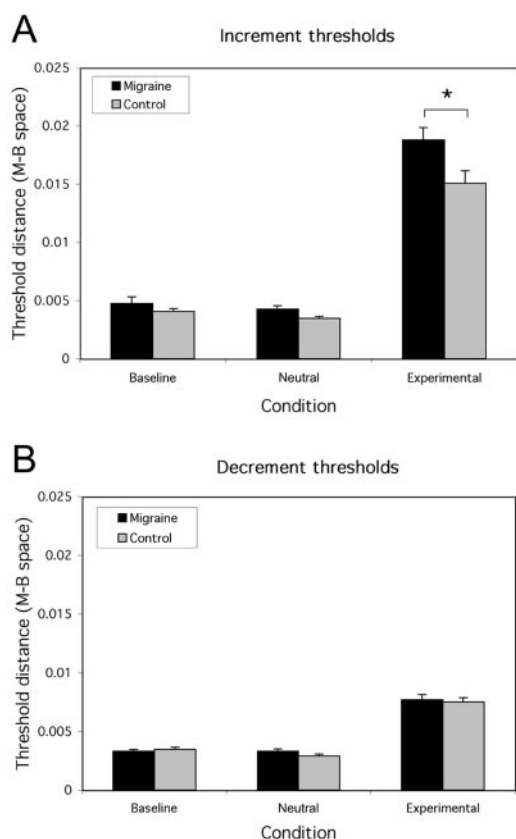 A
Increment thresholds
0.025
0.02
0.015
0.01
0.005
0
Threshold distance (M-B space)
Migraine
Control
*
Baseline Neutral Experimental
Condition
B
Decrement thresholds
0.025
0.02
0.015
0.01
0.005
0
Threshold distance (M-B space)
Migraine
Control
Baseline Neutral Experimental
Condition